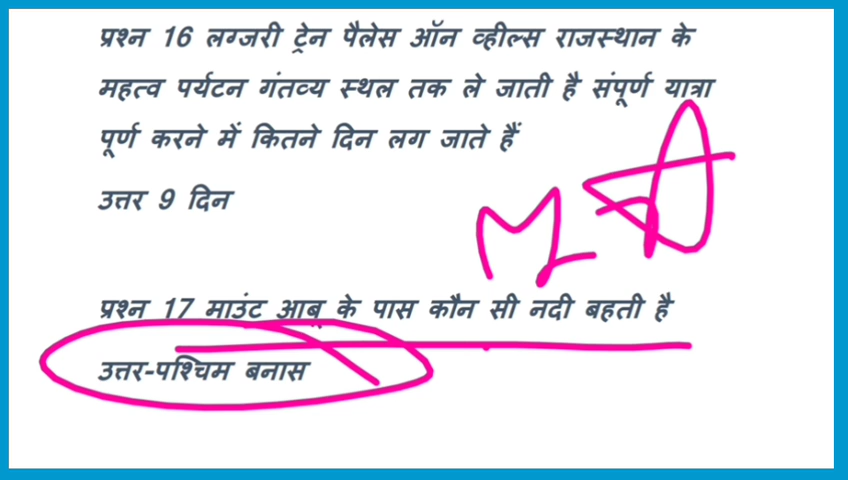 प्रश्न 16 लग्जरी ट्रेन पैलेस ऑन व्हील्स राजस्थान के
महत्व पर्यटन गंतव्य स्थल तक ले जाती है संपूर्ण यात्रा
पूर्ण करने में कितने दिन लग जाते हैं
उत्तर 9 दिन
प्रश्न 17 माउंट आबू के पास कौन सी नदी बहती है
उत्तर-पश्चिम बनास